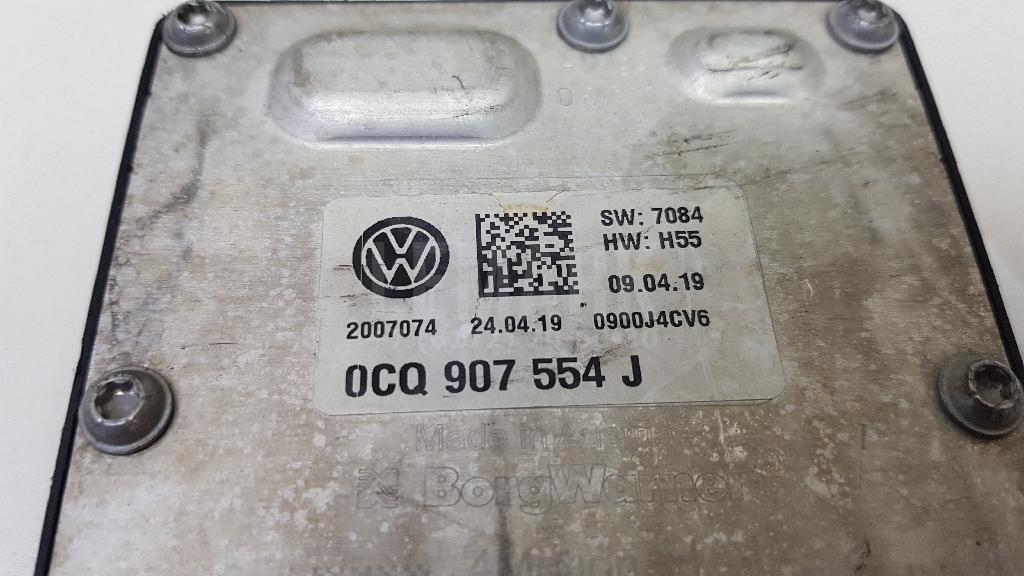 SW: 7084
HW: H55
09.04.19
2007074 24.04.19 0900J4CV6
0CQ 907 554 J
Made in Austria
BorgWarner